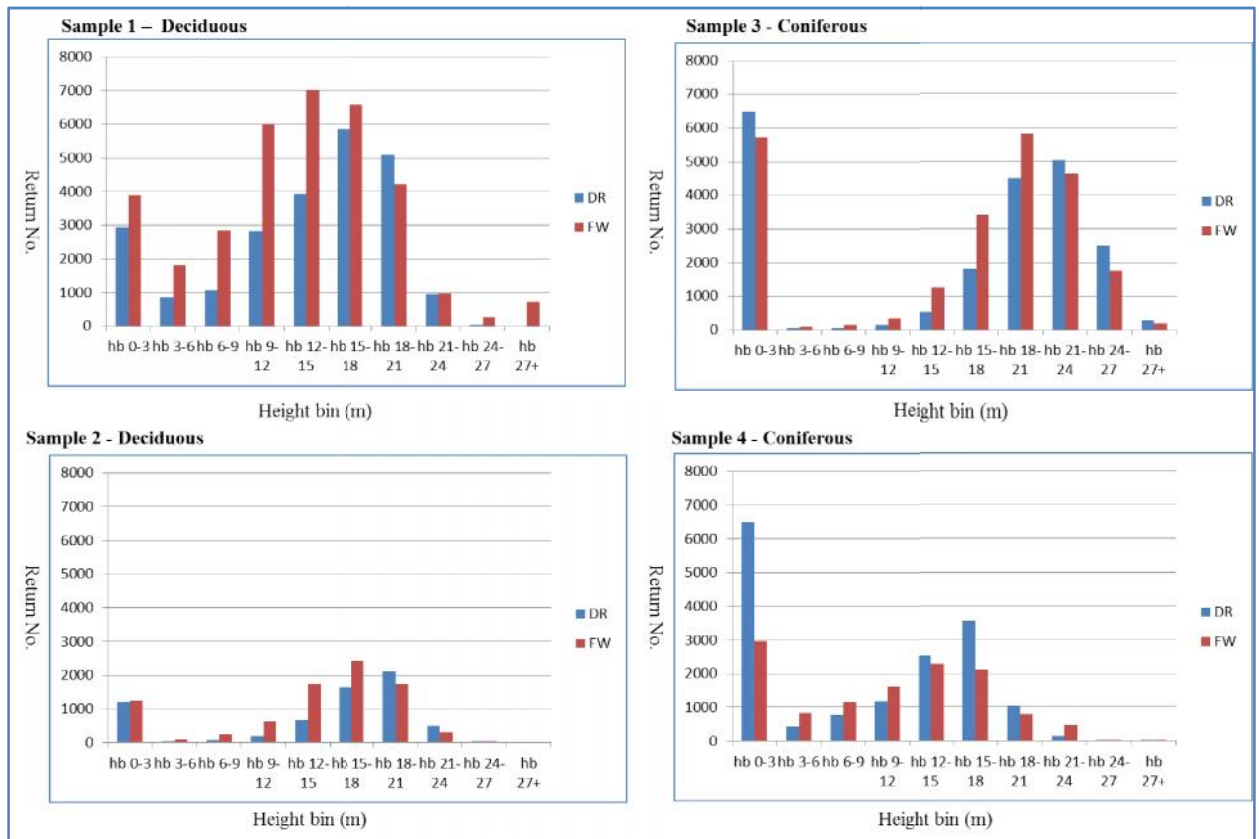 Sample 1 – Deciduous
8000
7000
6000
5000
4000
3000
2000
1000
0
Return No.
hb 0-3 hb 3-6 hb 6-9 hb 9- hb 12- hb 15- hb 18- hb 21- hb 24- hb
12 15 18 21 24 27 27+
Height bin (m)
DR
FW
Sample 3 - Coniferous
8000
7000
6000
5000
4000
3000
2000
1000
0
Return No.
hb 0-3 hb 3-6 hb 6-9 hb 9- hb 12- hb 15- hb 18- hb 21- hb 24- hb
12 15 18 21 24 27 27+
Height bin (m)
DR
FW
Sample 2 - Deciduous
8000
7000
6000
5000
4000
3000
2000
1000
0
Return No.
hb 0-3 hb 3-6 hb 6-9 hb 9- hb 12- hb 15- hb 18- hb 21- hb 24- hb
12 15 18 21 24 27 27+
Height bin (m)
DR
FW
Sample 4 - Coniferous
8000
7000
6000
5000
4000
3000
2000
1000
0
Return No.
hb 0-3 hb 3-6 hb 6-9 hb 9- hb 12- hb 15- hb 18- hb 21- hb 24- hb
12 15 18 21 24 27 27+
Height bin (m)
DR
FW